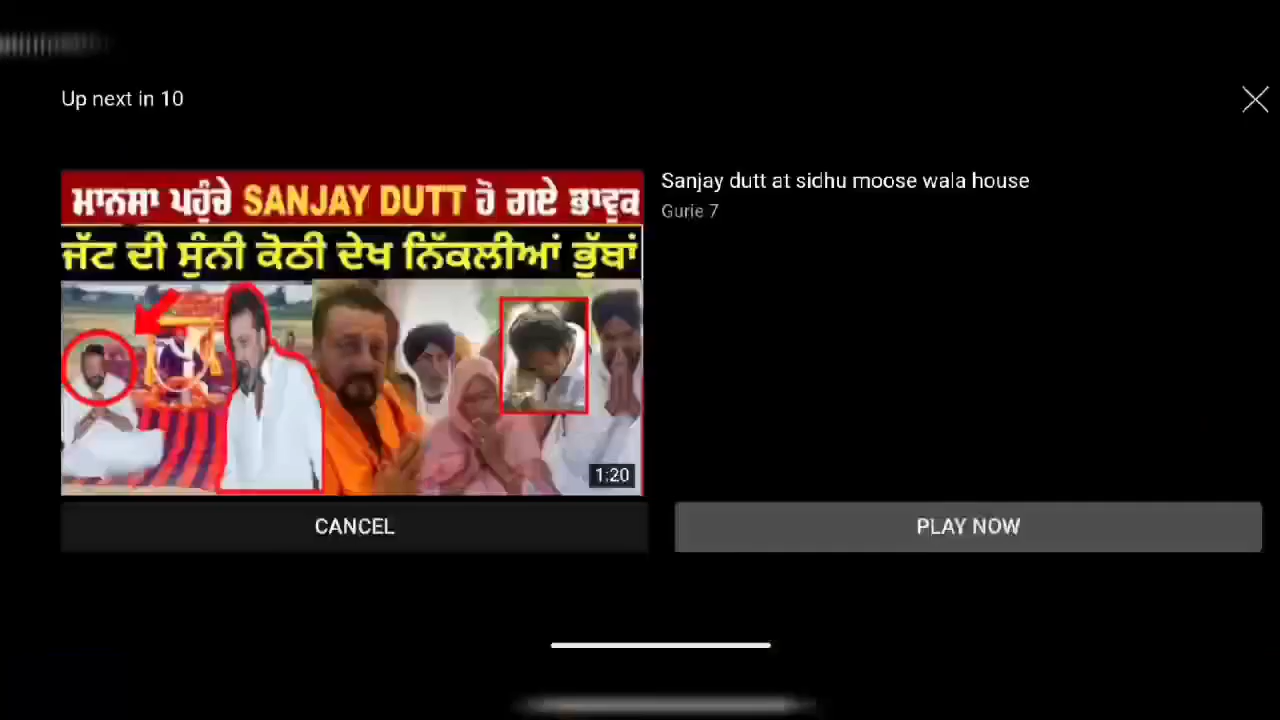 Up next in 10
ਮਾਨਸਾ ਪਹੁੰਚੇ SANJAY DUTT ਹੋ ਗਏ ਭਾਵੁਕ
ਜੱਟ ਦੀ ਸੁੰਨੀ ਕੋਠੀ ਦੇਖ ਨਿੱਕਲੀਆਂ ਭੁੱਬਾਂ
1:20
Sanjay dutt at sidhu moose wala house
Gurie 7
CANCEL
PLAY NOW